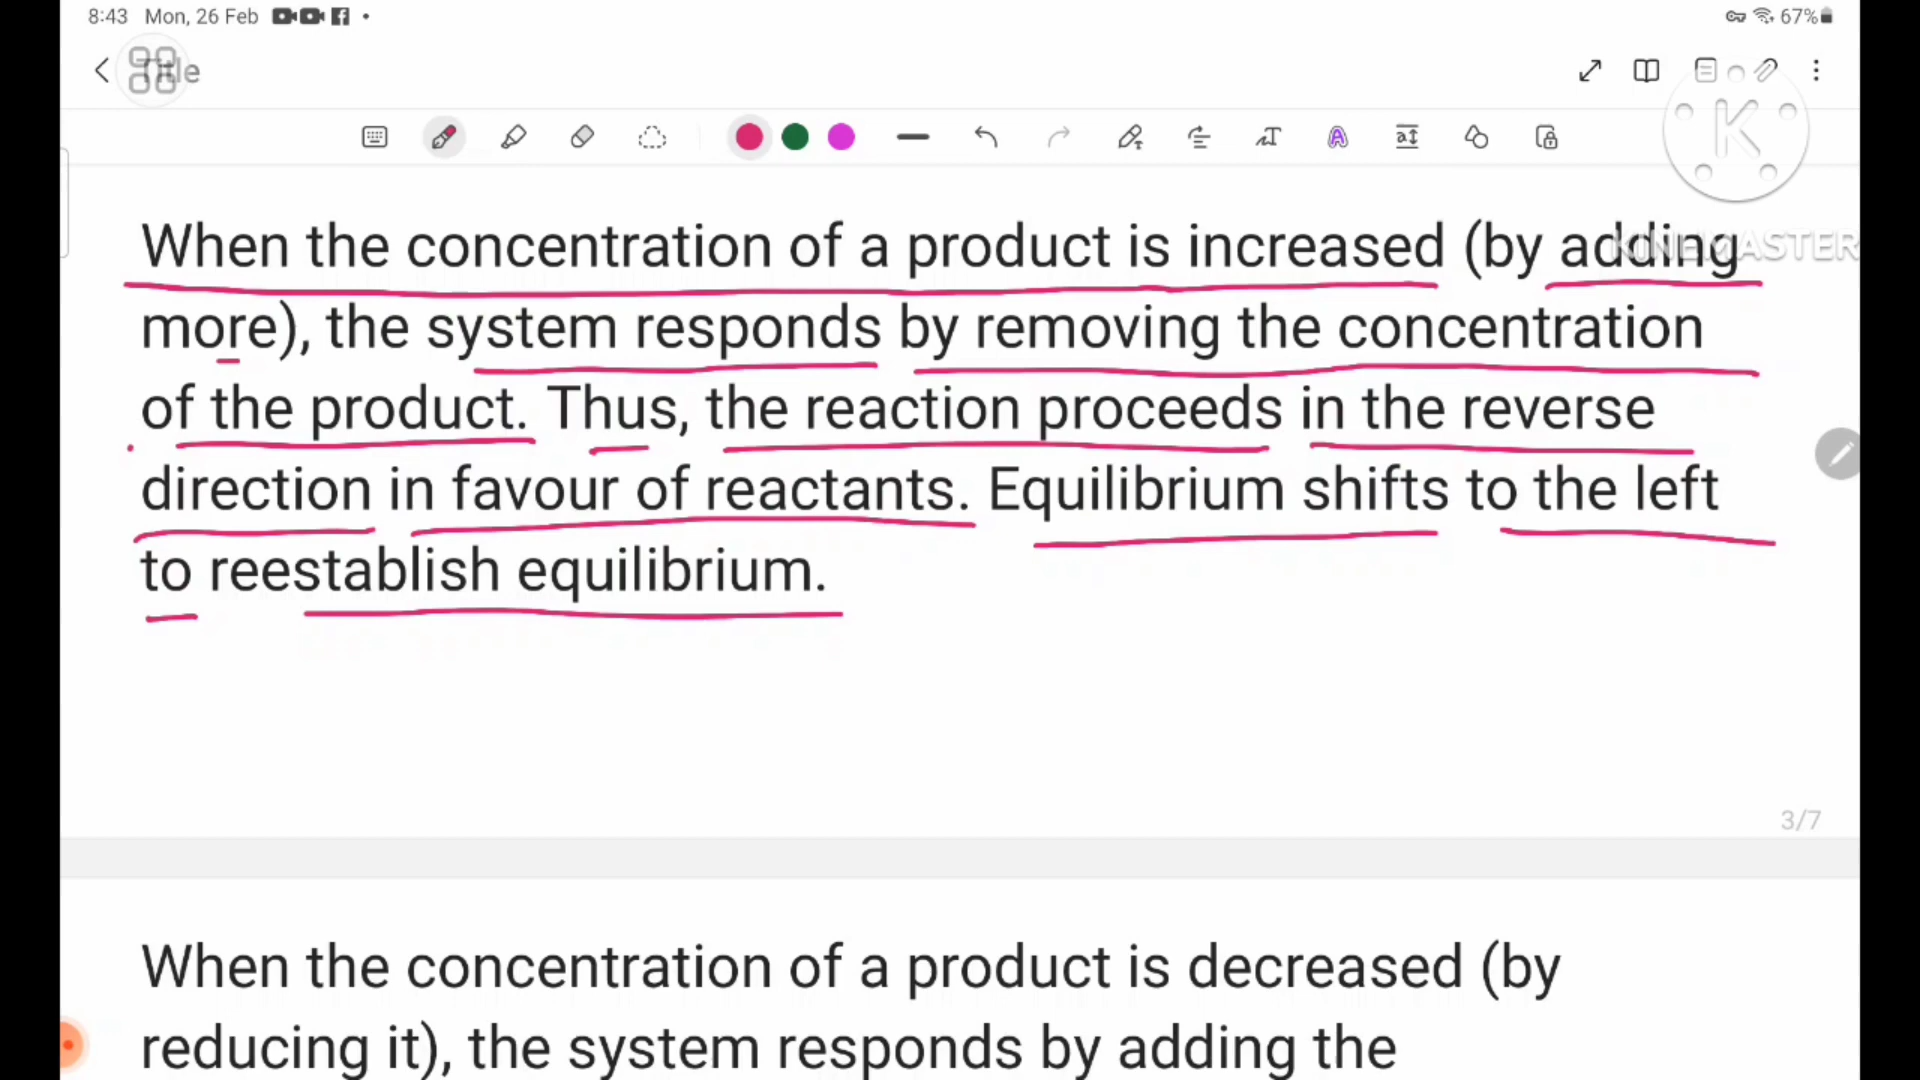 8:43 Mon, 26 Feb 67%
Title
K
KINEMASTER
When the concentration of a product is increased (by adding
more), the system responds by removing the concentration
of the product. Thus, the reaction proceeds in the reverse
direction in favour of reactants. Equilibrium shifts to the left
to reestablish equilibrium.
3/7
When the concentration of a product is decreased (by
reducing it), the system responds by adding the